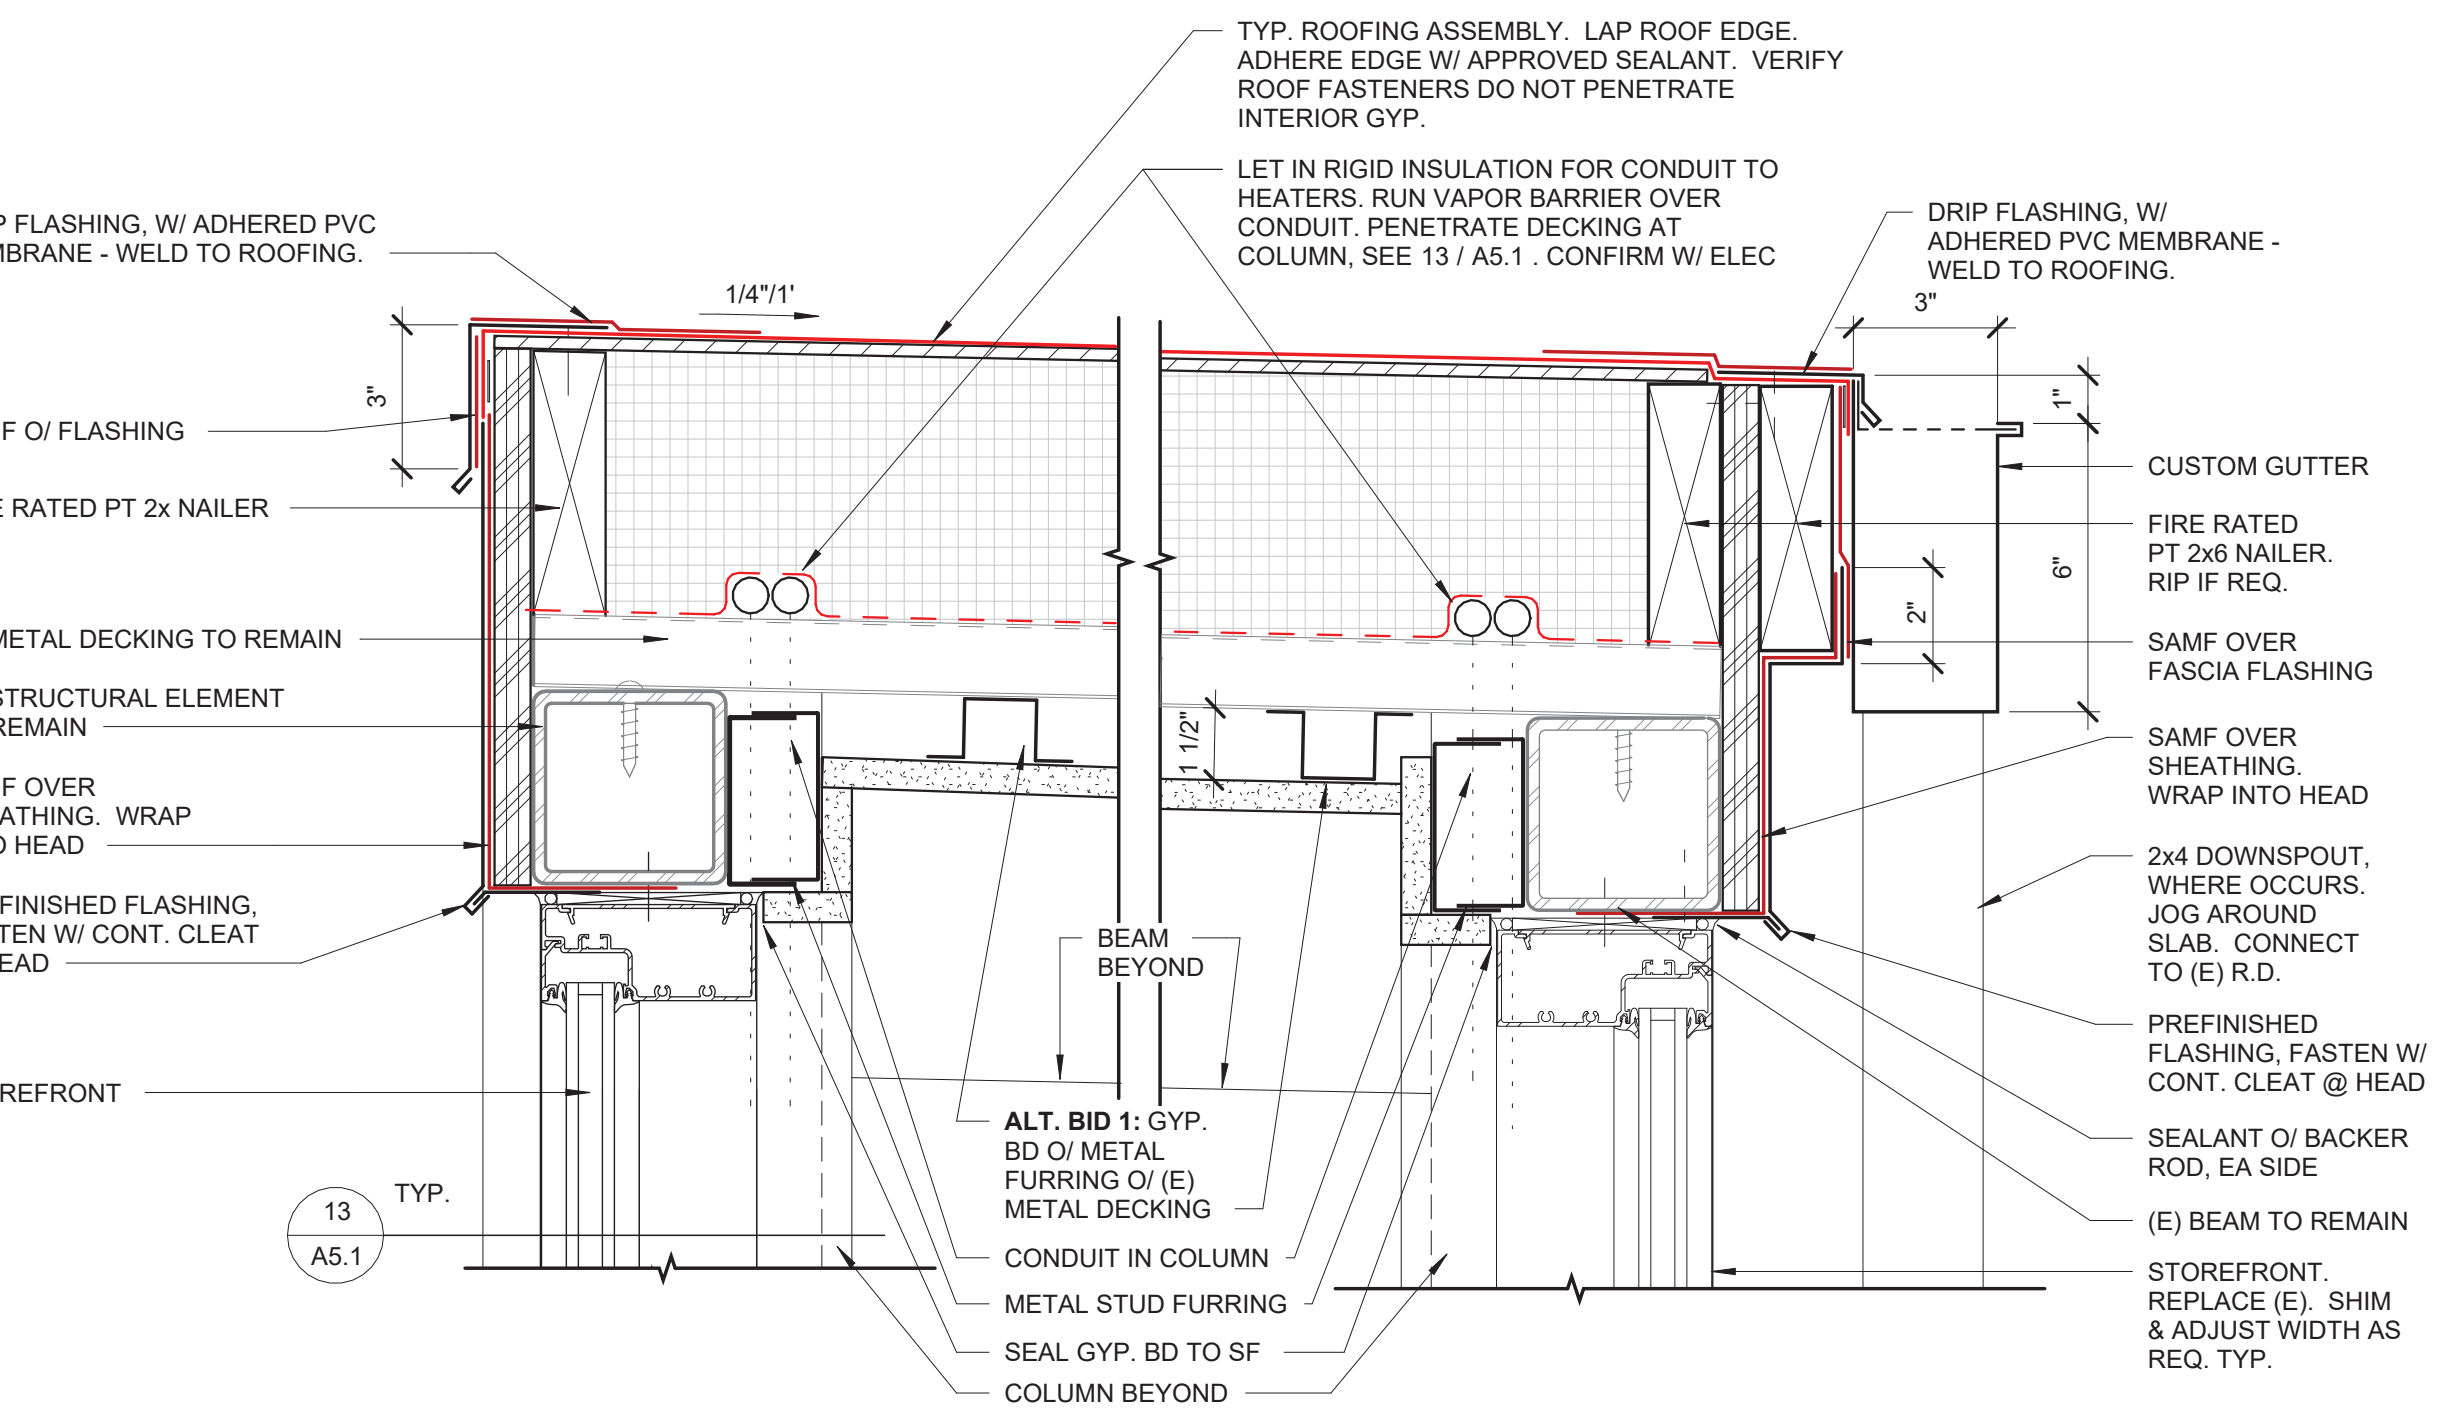 TYP. ROOFING ASSEMBLY. LAP ROOF EDGE.
ADHERE EDGE W/ APPROVED SEALANT. VERIFY
ROOF FASTENERS DO NOT PENETRATE
INTERIOR GYP.
LET IN RIGID INSULATION FOR CONDUIT TO
HEATERS. RUN VAPOR BARRIER OVER
CONDUIT. PENETRATE DECKING AT
COLUMN, SEE 13 / A5.1 . CONFIRM W/ ELEC
P FLASHING, W/ ADHERED PVC
MBRANE - WELD TO ROOFING.
1/4"/1'
3"
F O/ FLASHING
E RATED PT 2x NAILER
METAL DECKING TO REMAIN
STRUCTURAL ELEMENT
REMAIN
F OVER
EATHING. WRAP
O HEAD
FINISHED FLASHING,
TEN W/ CONT. CLEAT
EAD
REFRONT
13
A5.1
TYP.
1 1/2"
BEAM
BEYOND
ALT. BID 1: GYP.
BD O/ METAL
FURRING O/ (E)
METAL DECKING
CONDUIT IN COLUMN
METAL STUD FURRING
SEAL GYP. BD TO SF
COLUMN BEYOND
DRIP FLASHING, W/
ADHERED PVC MEMBRANE -
WELD TO ROOFING.
3"
1"
6"
2"
CUSTOM GUTTER
FIRE RATED
PT 2x6 NAILER.
RIP IF REQ.
SAMF OVER
FASCIA FLASHING
SAMF OVER
SHEATHING.
WRAP INTO HEAD
2x4 DOWNSPOUT,
WHERE OCCURS.
JOG AROUND
SLAB. CONNECT
TO (E) R.D.
PREFINISHED
FLASHING, FASTEN W/
CONT. CLEAT @ HEAD
SEALANT O/ BACKER
ROD, EA SIDE
(E) BEAM TO REMAIN
STOREFRONT.
REPLACE (E). SHIM
& ADJUST WIDTH AS
REQ. TYP.